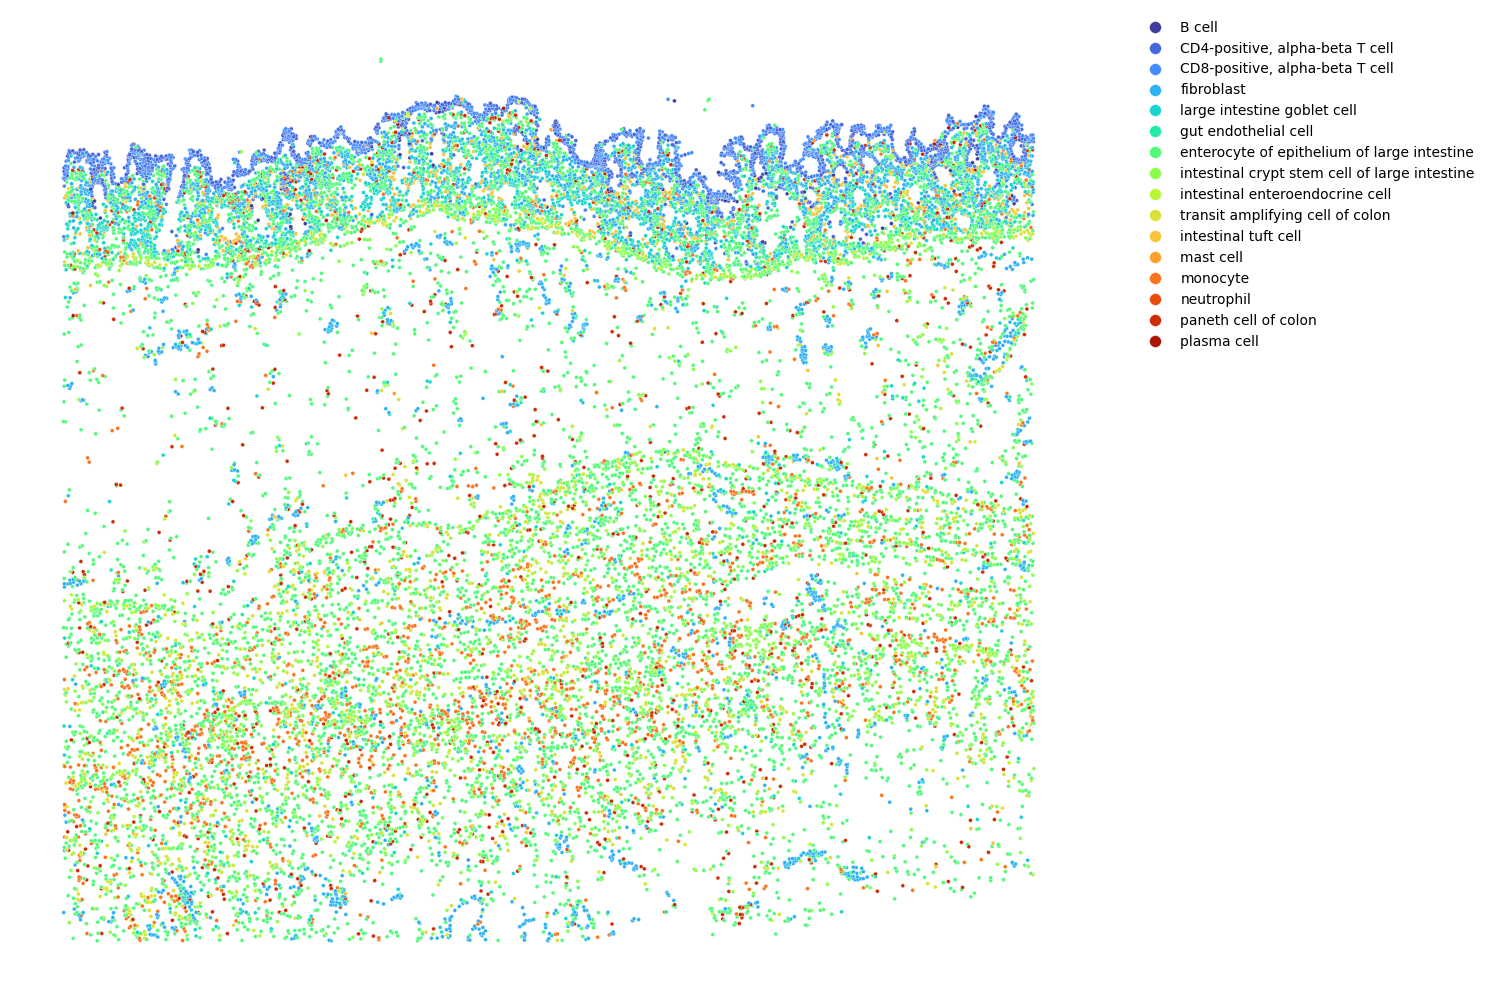 B cell
CD4-positive, alpha-beta T cell
CD8-positive, alpha-beta T cell
fibroblast
large intestine goblet cell
gut endothelial cell
enterocyte of epithelium of large intestine
intestinal crypt stem cell of large intestine
intestinal enteroendocrine cell
transit amplifying cell of colon
intestinal tuft cell
mast cell
monocyte
neutrophil
paneth cell of colon
plasma cell